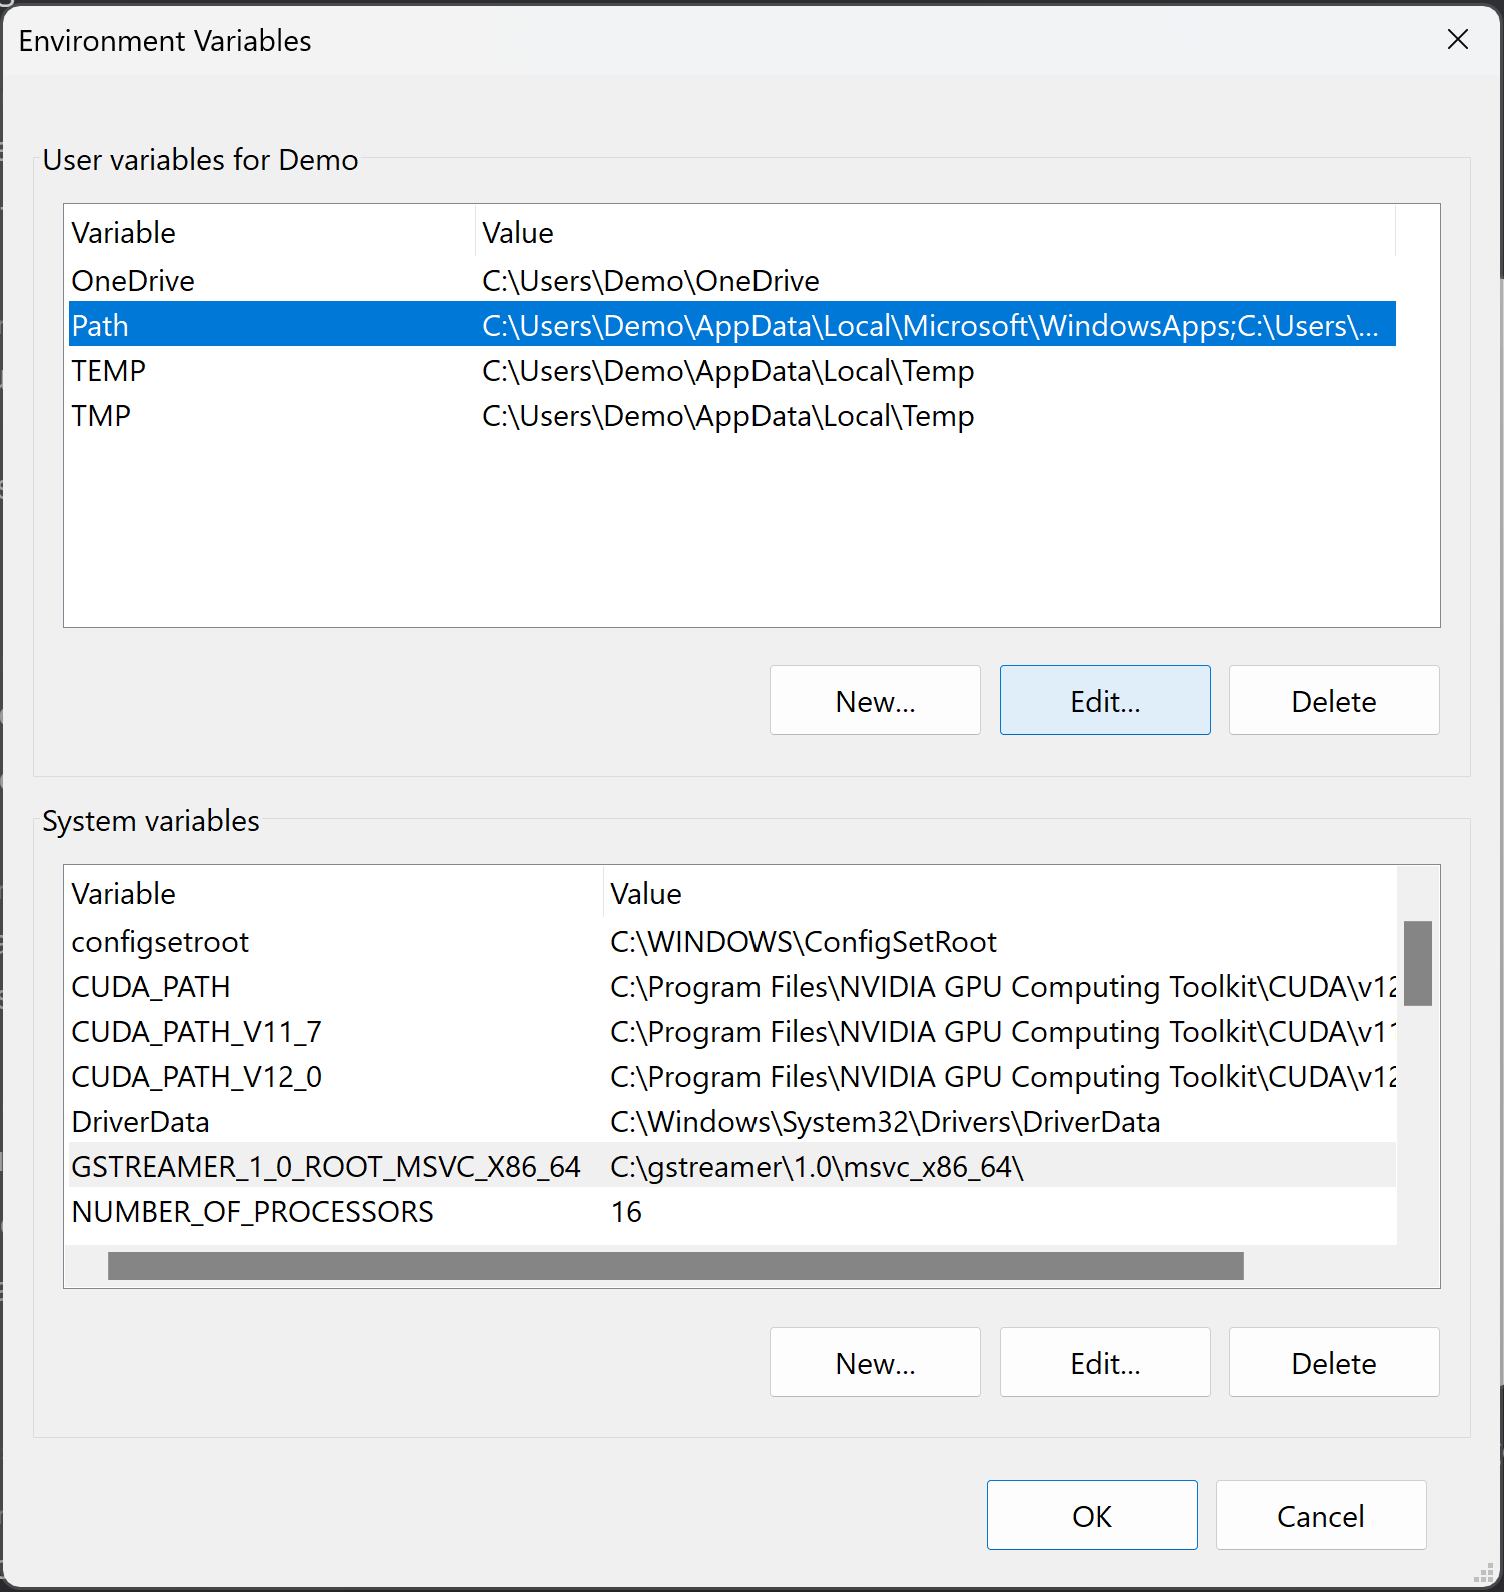 Environment Variables
User variables for Demo
Variable Value
OneDrive C:\Users\Demo\OneDrive
Path C:\Users\Demo\AppData\Local\Microsoft\WindowsApps;C:\Users\...
TEMP C:\Users\Demo\AppData\Local\Temp
TMP C:\Users\Demo\AppData\Local\Temp
New... Edit... Delete
System variables
Variable Value
configsetroot C:\WINDOWS\ConfigSetRoot
CUDA_PATH C:\Program Files\NVIDIA GPU Computing Toolkit\CUDA\v12
CUDA_PATH_V11_7 C:\Program Files\NVIDIA GPU Computing Toolkit\CUDA\v11
CUDA_PATH_V12_0 C:\Program Files\NVIDIA GPU Computing Toolkit\CUDA\v12
DriverData C:\Windows\System32\Drivers\DriverData
GSTREAMER_1_0_ROOT_MSVC_X86_64 C:\gstreamer\1.0\msvc_x86_64\
NUMBER_OF_PROCESSORS 16
New... Edit... Delete
OK Cancel